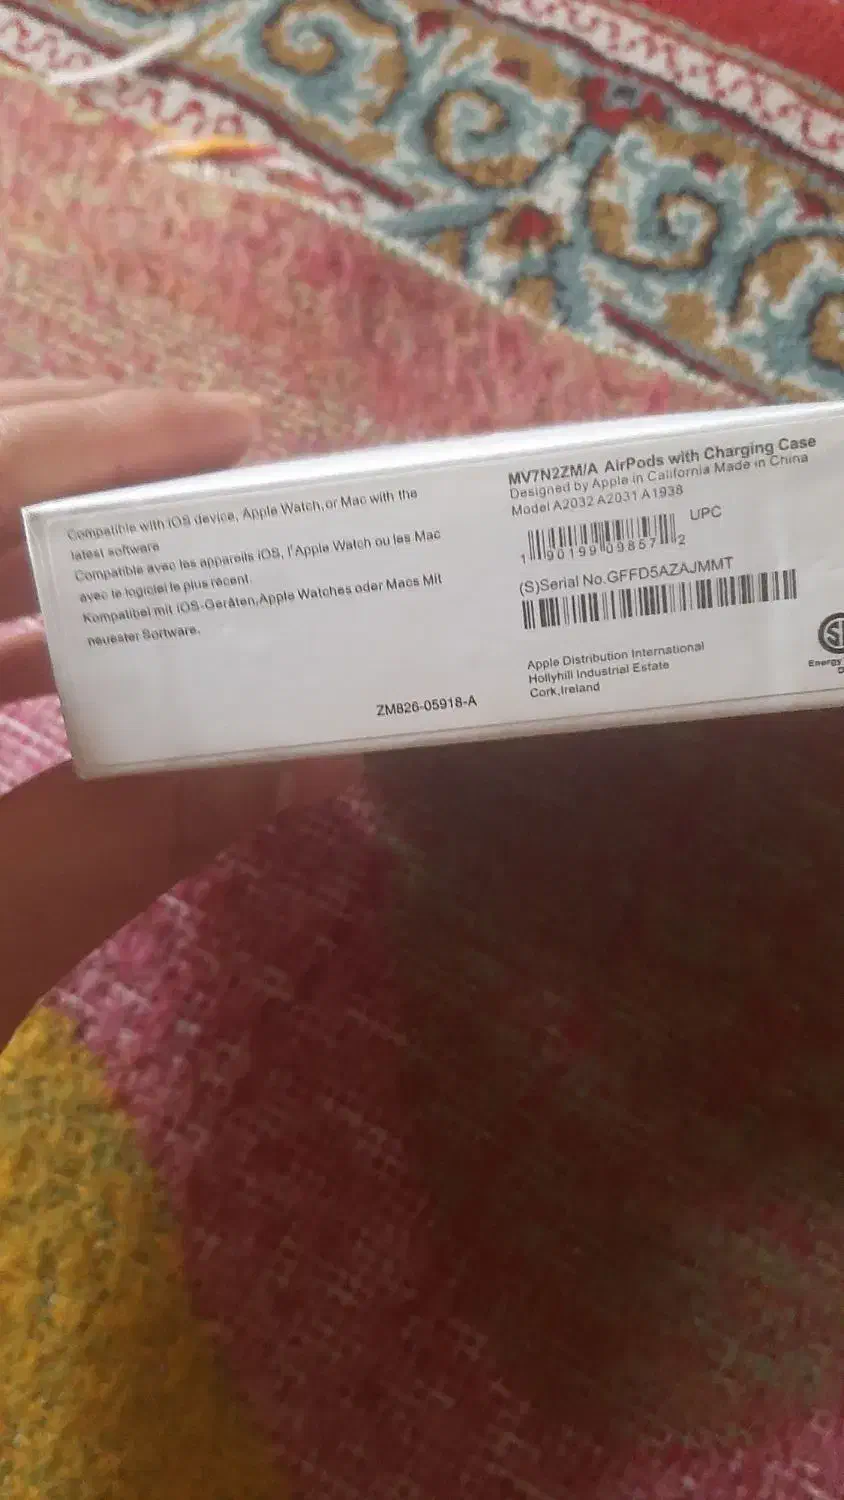 Compatible with iOS device, Apple Watch,or Mac with the
latest software
Compatible avec les appareils iOS, l'Apple Watch ou les Mac
avec le logiciel le plus récent.
Kompatibel mit iOS-Geräten,Apple Watches oder Macs Mit
neuester Sortware.
ZM826-05918-A
MV7N2ZM/A AirPods with Charging Case
Designed by Apple in California Made in China
Model A2032 A2031 A1938
UPC
1 90199 09857 2
(S)Serial No.GFFD5AZAJMMT
Apple Distribution International
Hollyhill Industrial Estate
Cork,Ireland
Energy